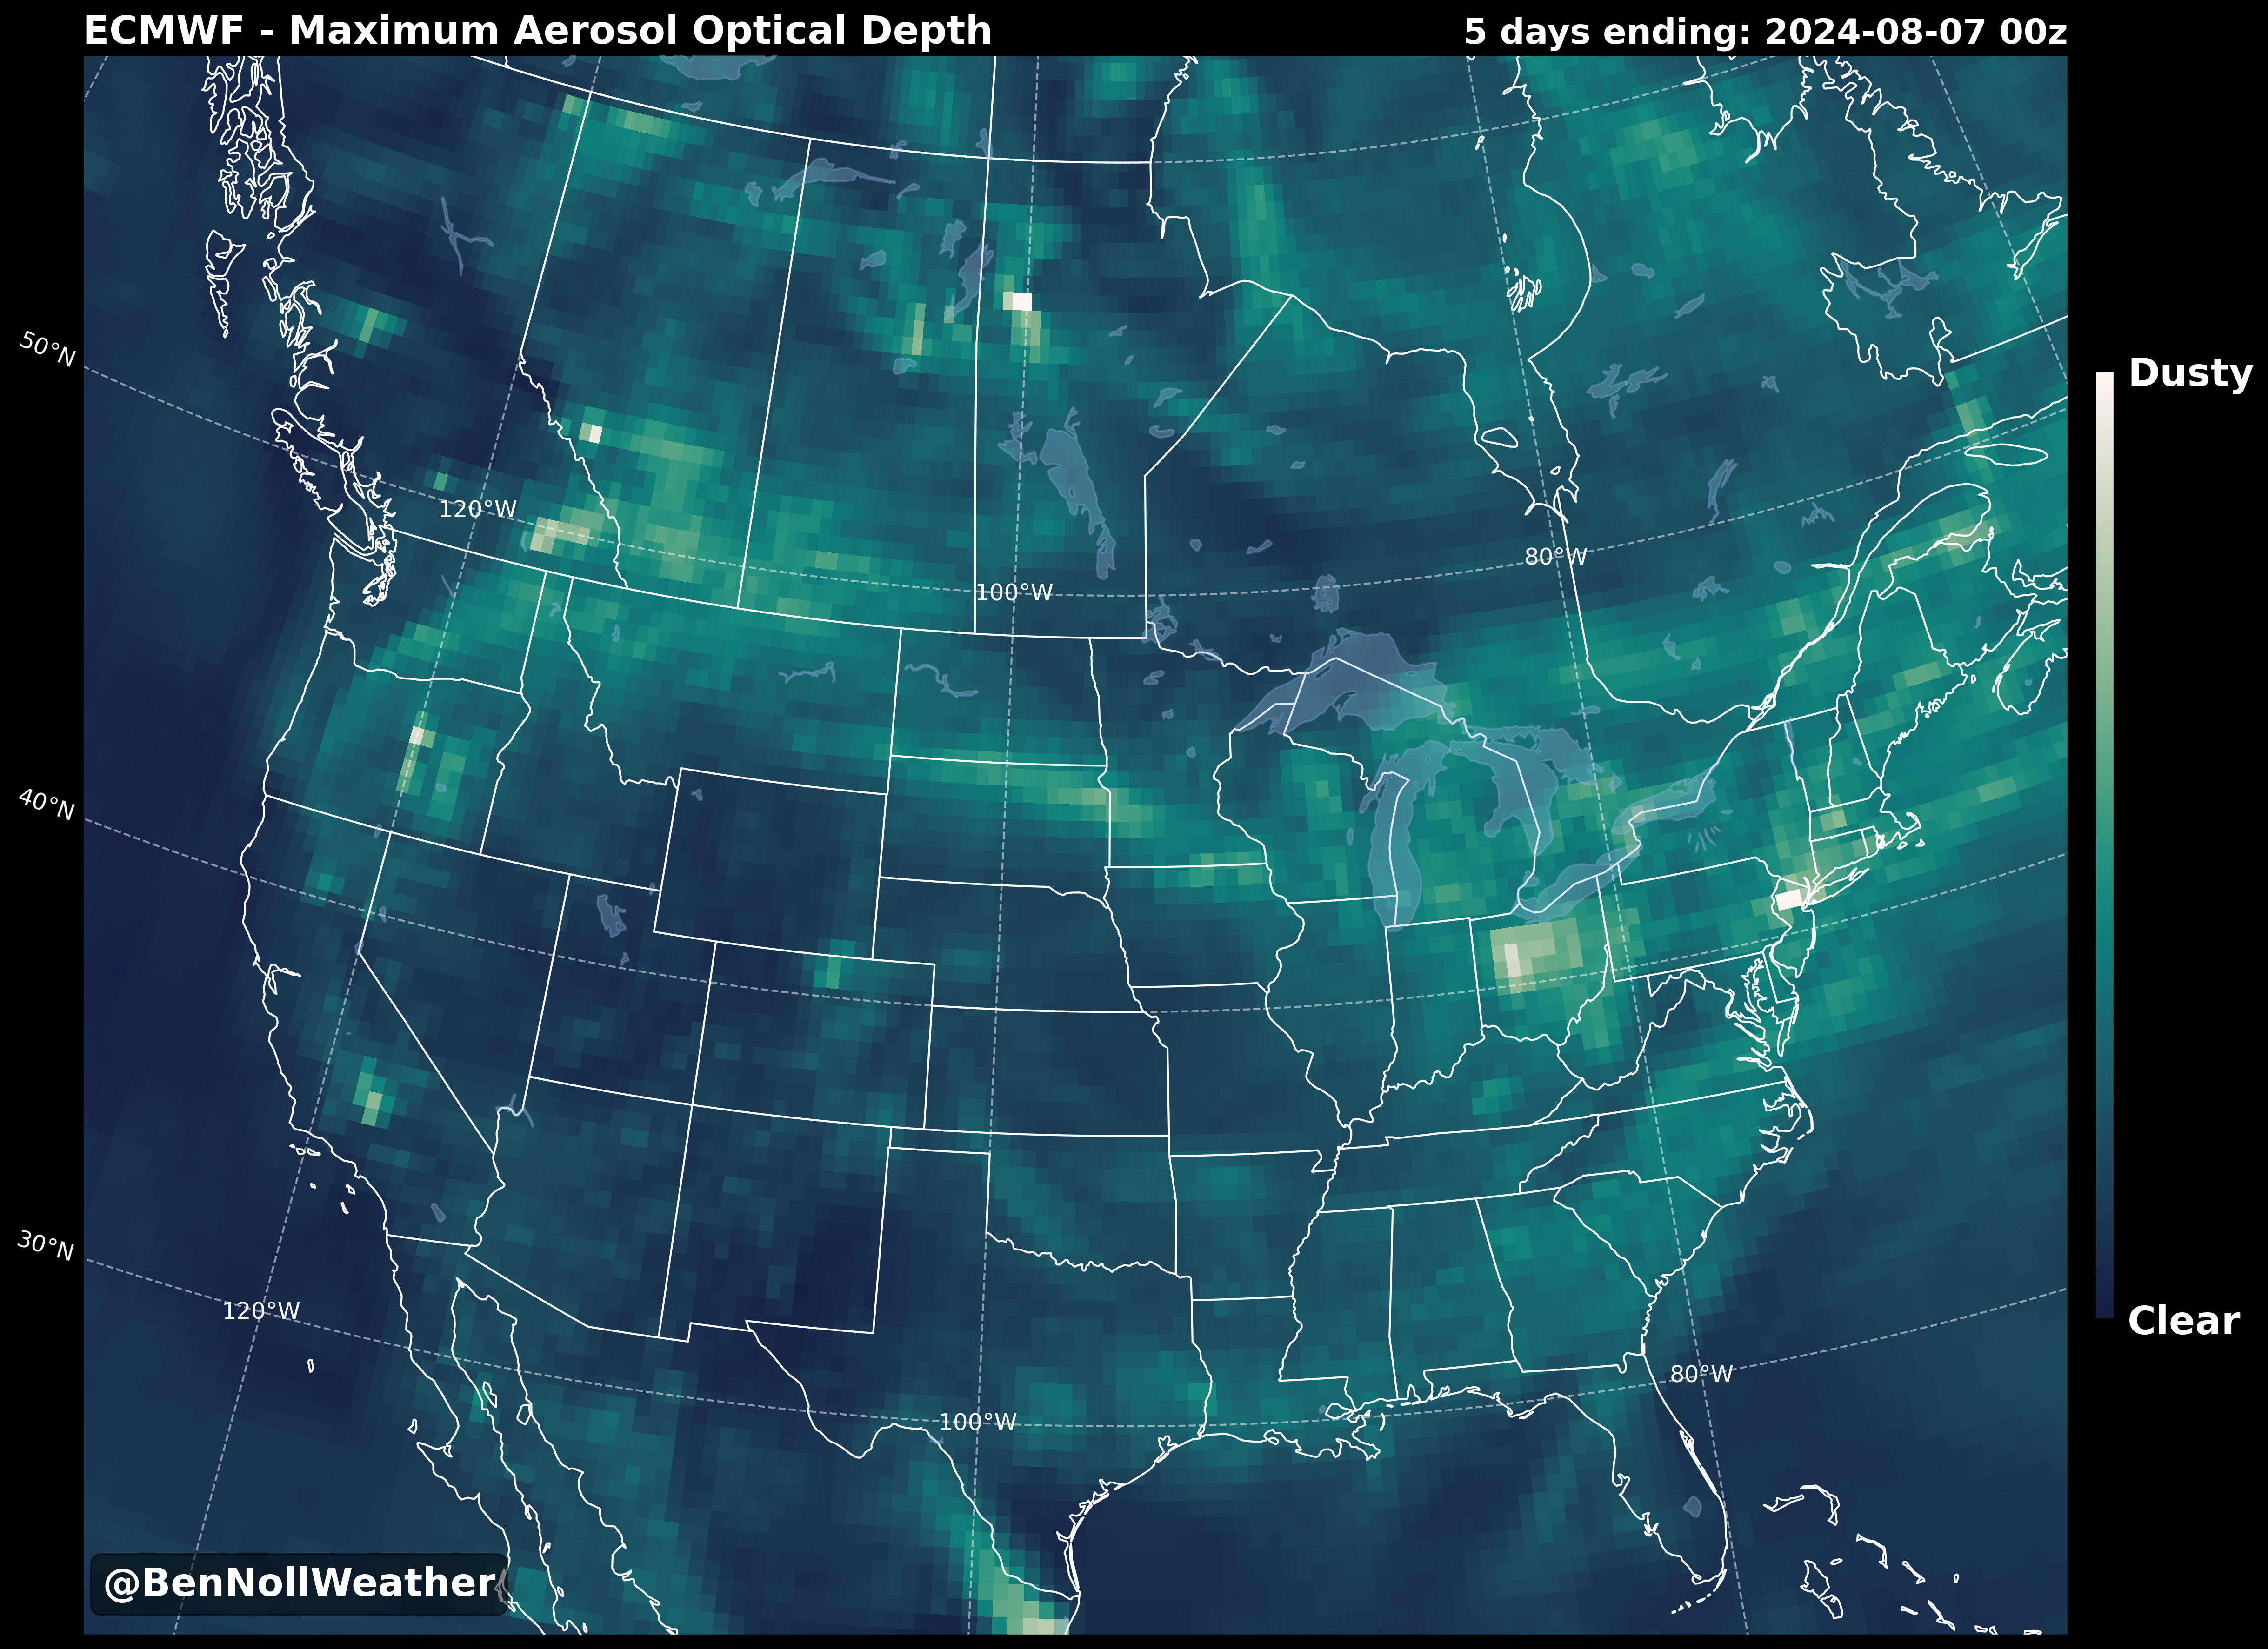 ECMWF - Maximum Aerosol Optical Depth
5 days ending: 2024-08-07 00z
50°N
Dusty
120°W
80°W
100°W
40°N
30°N
120°W
Clear
80°W
100°W
@BenNollWeather